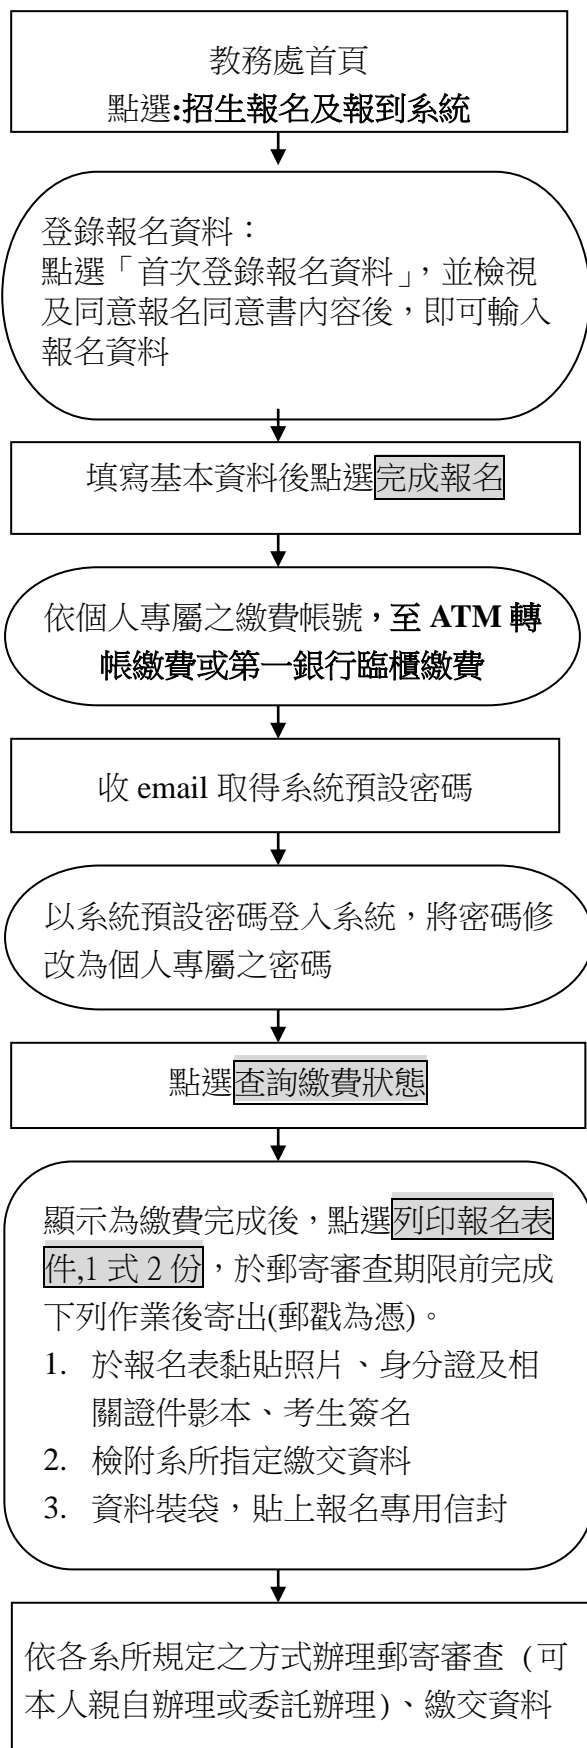 教務處首頁
點選:招生報名及報到系統
登錄報名資料：
點選「首次登錄報名資料」，並檢視
及同意報名同意書內容後，即可輸入
報名資料
填寫基本資料後點選完成報名
依個人專屬之繳費帳號，至 ATM 轉
帳繳費或第一銀行臨櫃繳費
收 email 取得系統預設密碼
以系統預設密碼登入系統，將密碼修
改為個人專屬之密碼
點選查詢繳費狀態
顯示為繳費完成後，點選列印報名表
件,1 式 2 份，於郵寄審查期限前完成
下列作業後寄出(郵戳為憑)。
1. 於報名表黏貼照片、身分證及相
關證件影本、考生簽名
2. 檢附系所指定繳交資料
3. 資料裝袋，貼上報名專用信封
依各系所規定之方式辦理郵寄審查 (可
本人親自辦理或委託辦理)、繳交資料